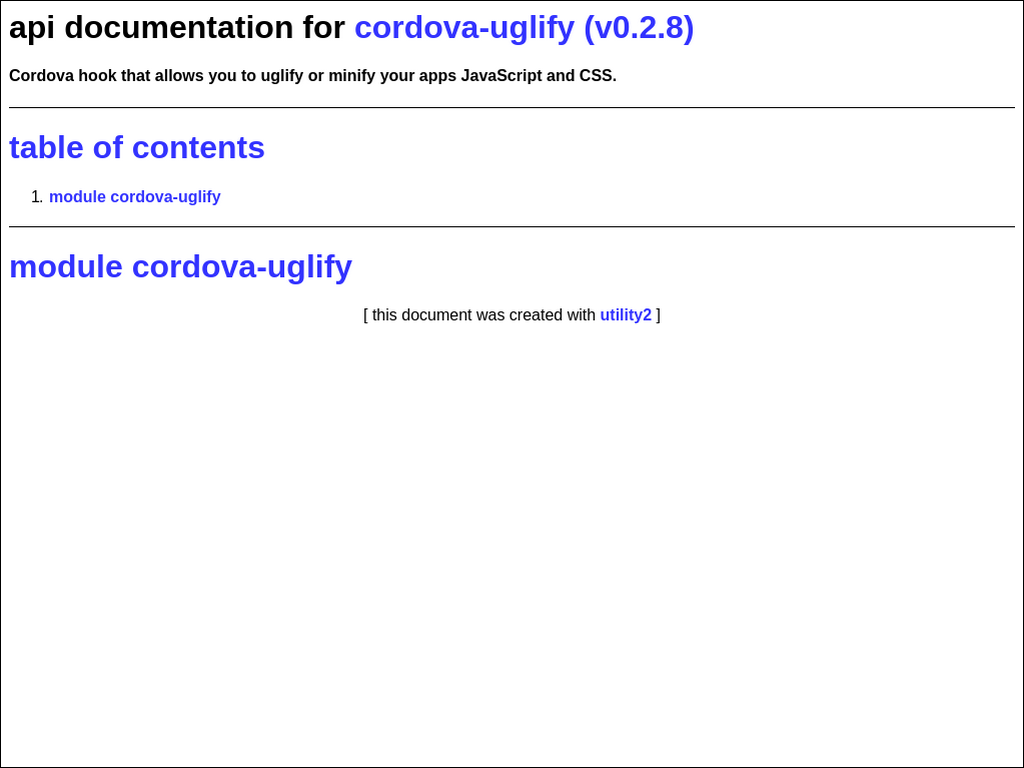 api documentation for cordova-uglify (v0.2.8)
Cordova hook that allows you to uglify or minify your apps JavaScript and CSS.
table of contents
1. module cordova-uglify
module cordova-uglify
[ this document was created with utility2 ]